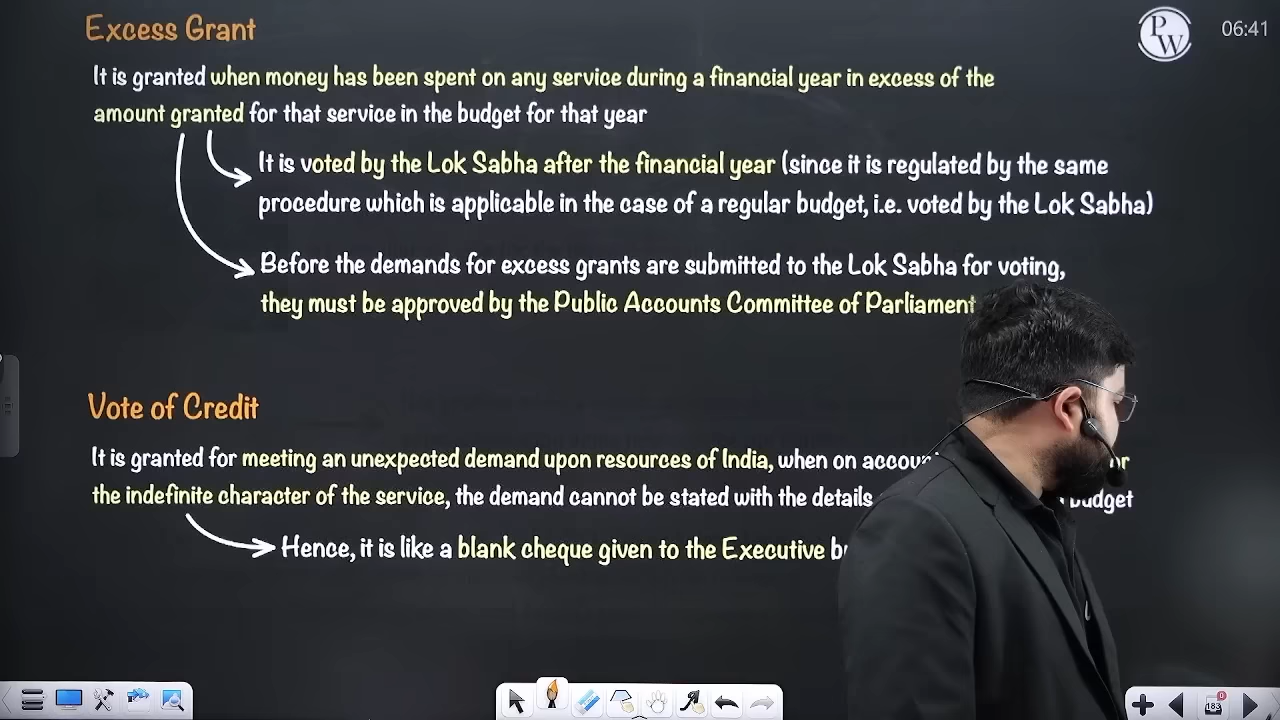 Excess Grant
PW
06:41
It is granted when money has been spent on any service during a financial year in excess of the
amount granted for that service in the budget for that year
It is voted by the Lok Sabha after the financial year (since it is regulated by the same
procedure which is applicable in the case of a regular budget, i.e. voted by the Lok Sabha)
Before the demands for excess grants are submitted to the Lok Sabha for voting,
they must be approved by the Public Accounts Committee of Parliament
Vote of Credit
It is granted for meeting an unexpected demand upon resources of India, when on
the indefinite character of the service, the demand cannot be stated with the details budget
Hence, it is like a blank cheque given to the Executive
183